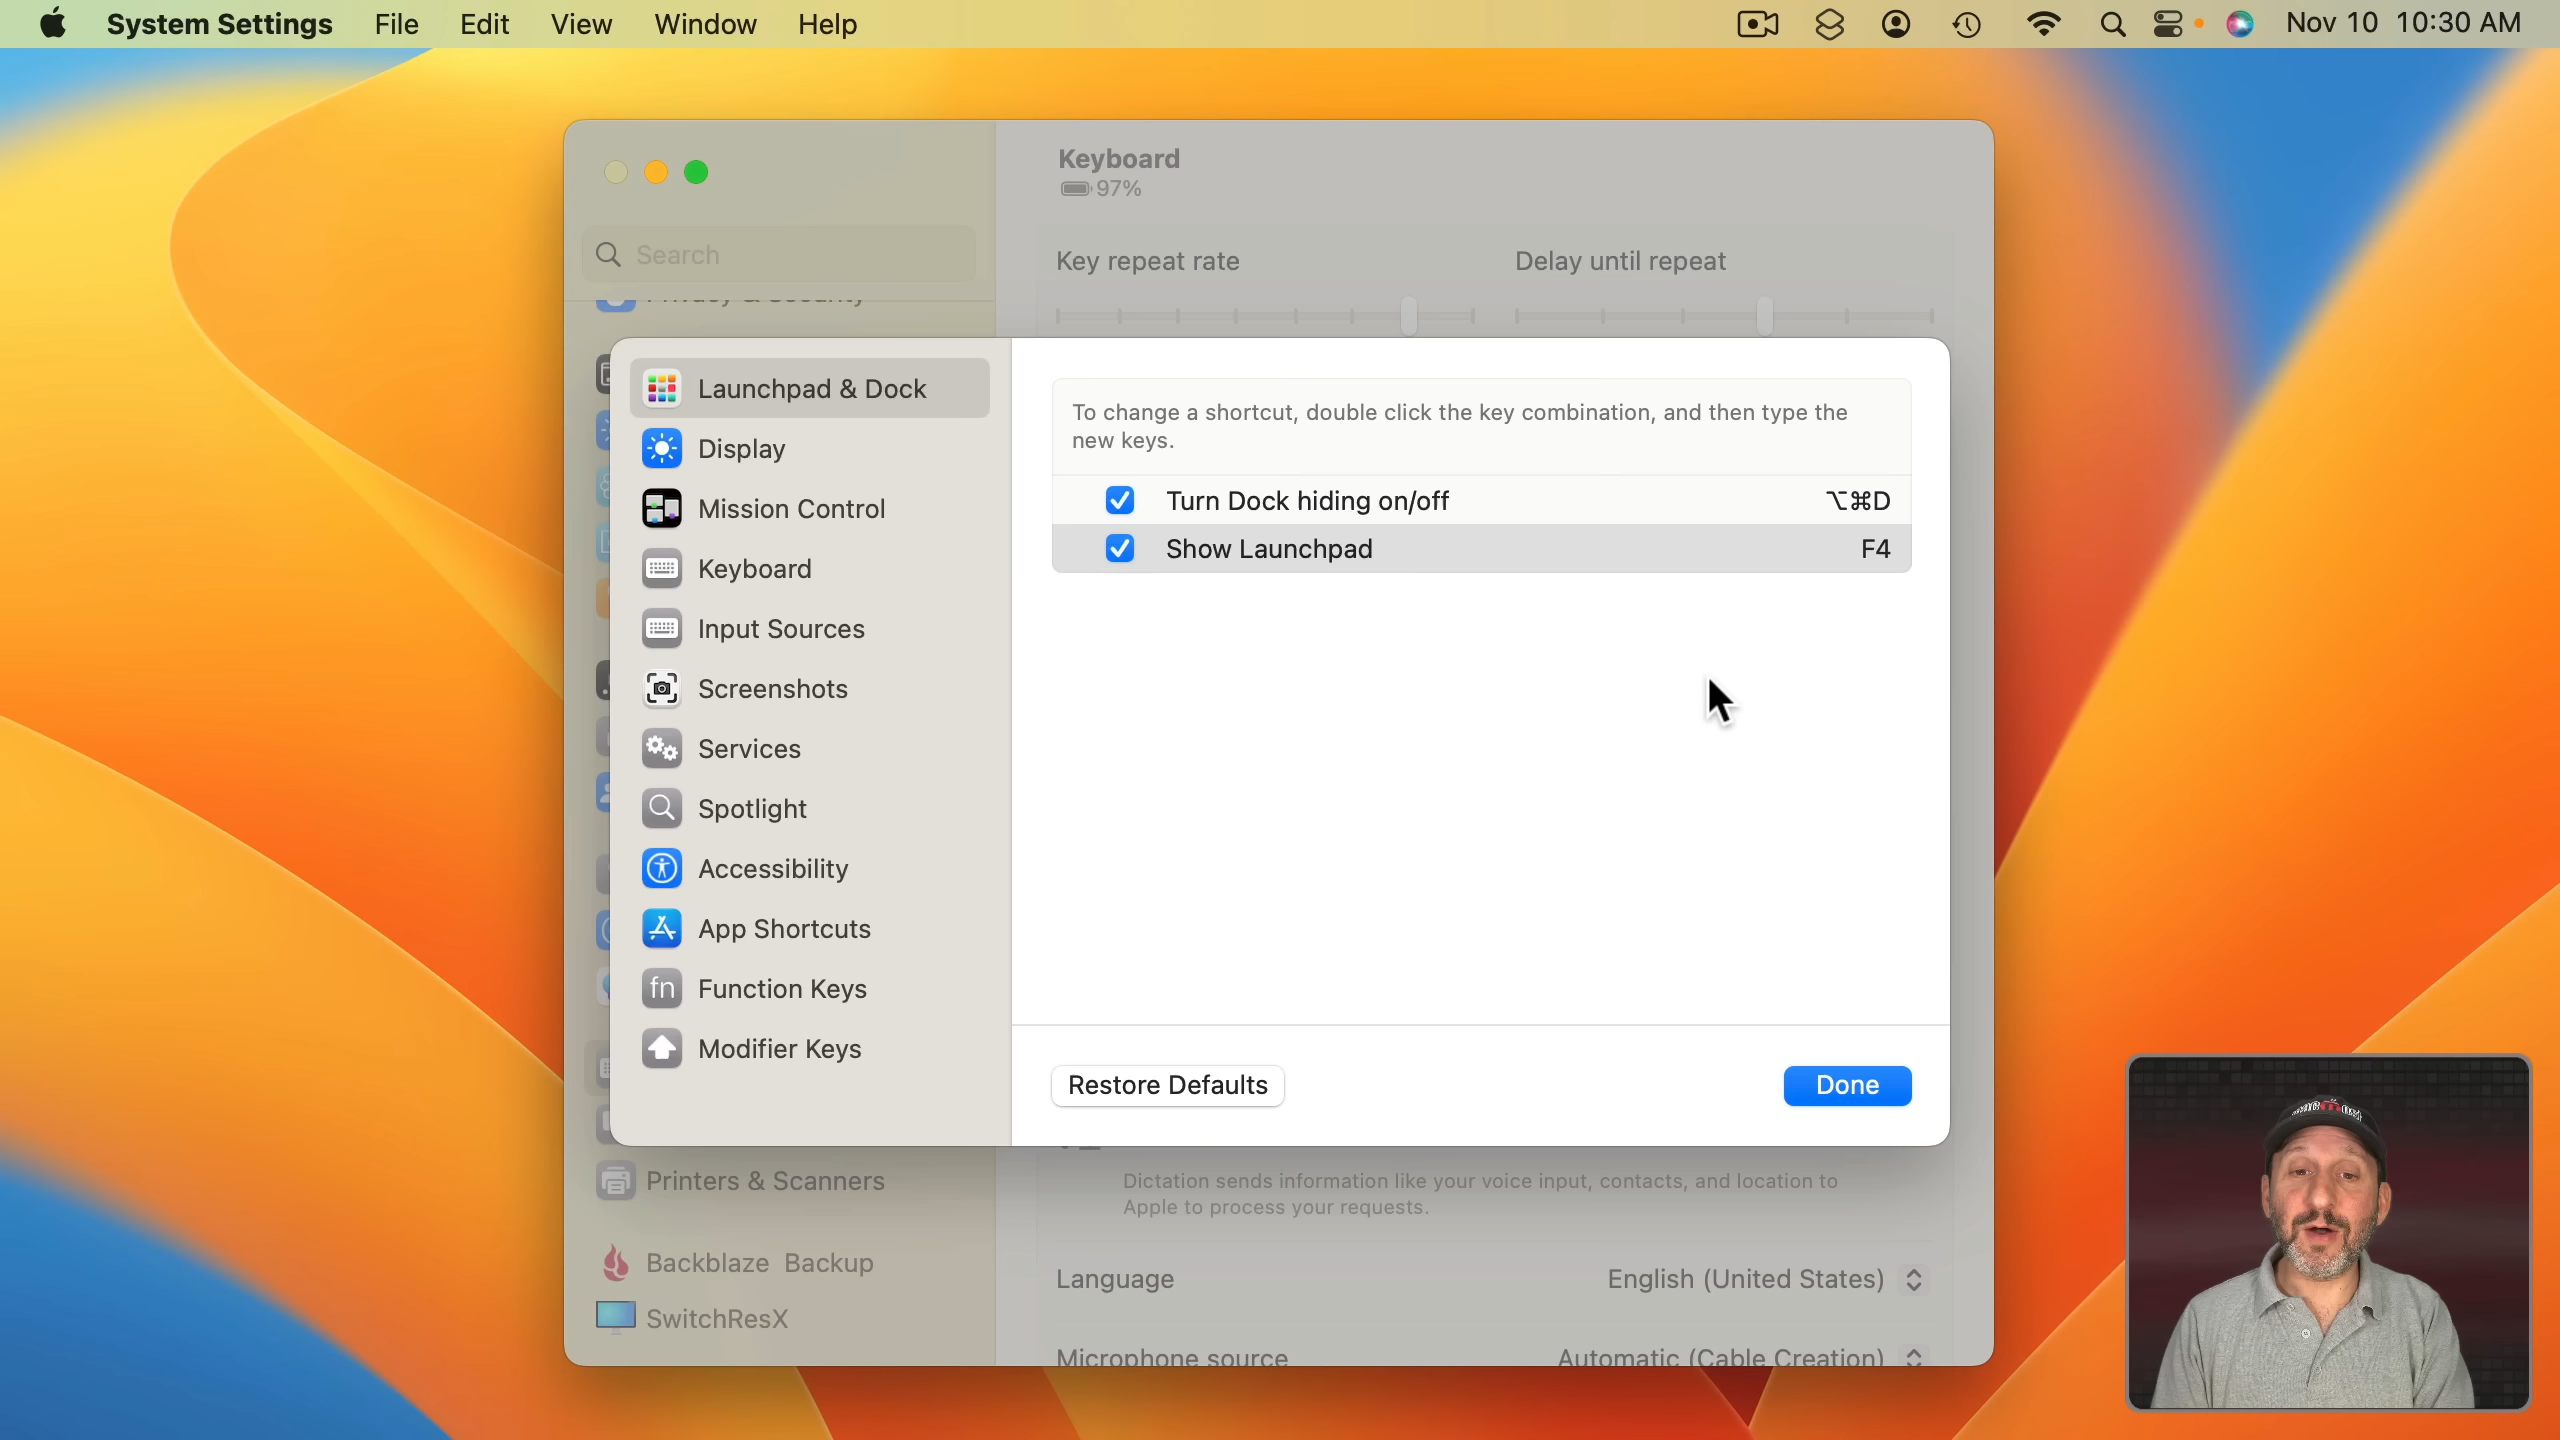 System Settings File Edit View Window Help Nov 10 10:30 AM
Keyboard
97%
Search
Key repeat rate
Delay until repeat
Privacy & Security
Launchpad & Dock
Display
Mission Control
Keyboard
Input Sources
Screenshots
Services
Spotlight
Accessibility
App Shortcuts
fn Function Keys
Modifier Keys
To change a shortcut, double click the key combination, and then type the
new keys.
Turn Dock hiding on/off ⌥⌘D
Show Launchpad F4
Restore Defaults
Done
Printers & Scanners
Backblaze Backup
SwitchResX
Dictation sends information like your voice input, contacts, and location to
Apple to process your requests.
Language English (United States)
Microphone source Automatic (Cable Creation)